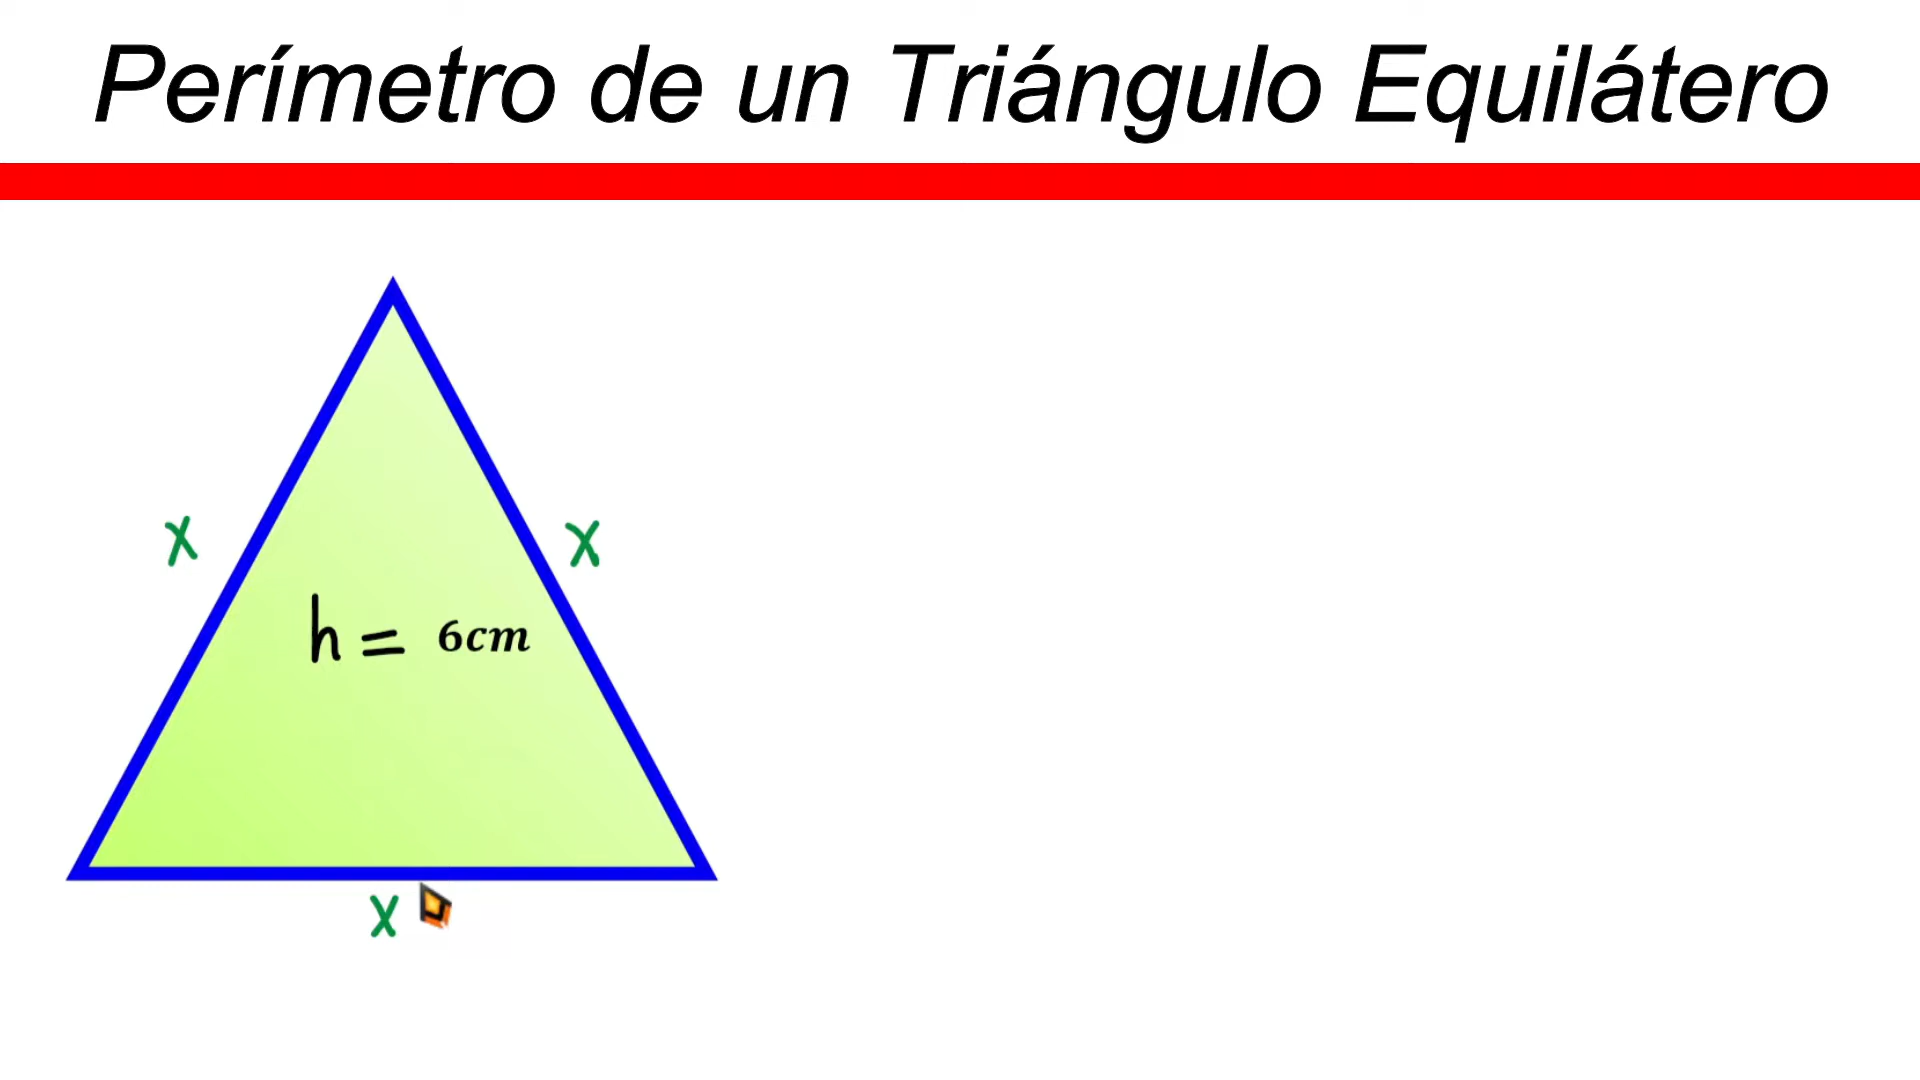 Perímetro de un Triángulo Equilátero
x x
h = 6cm
x